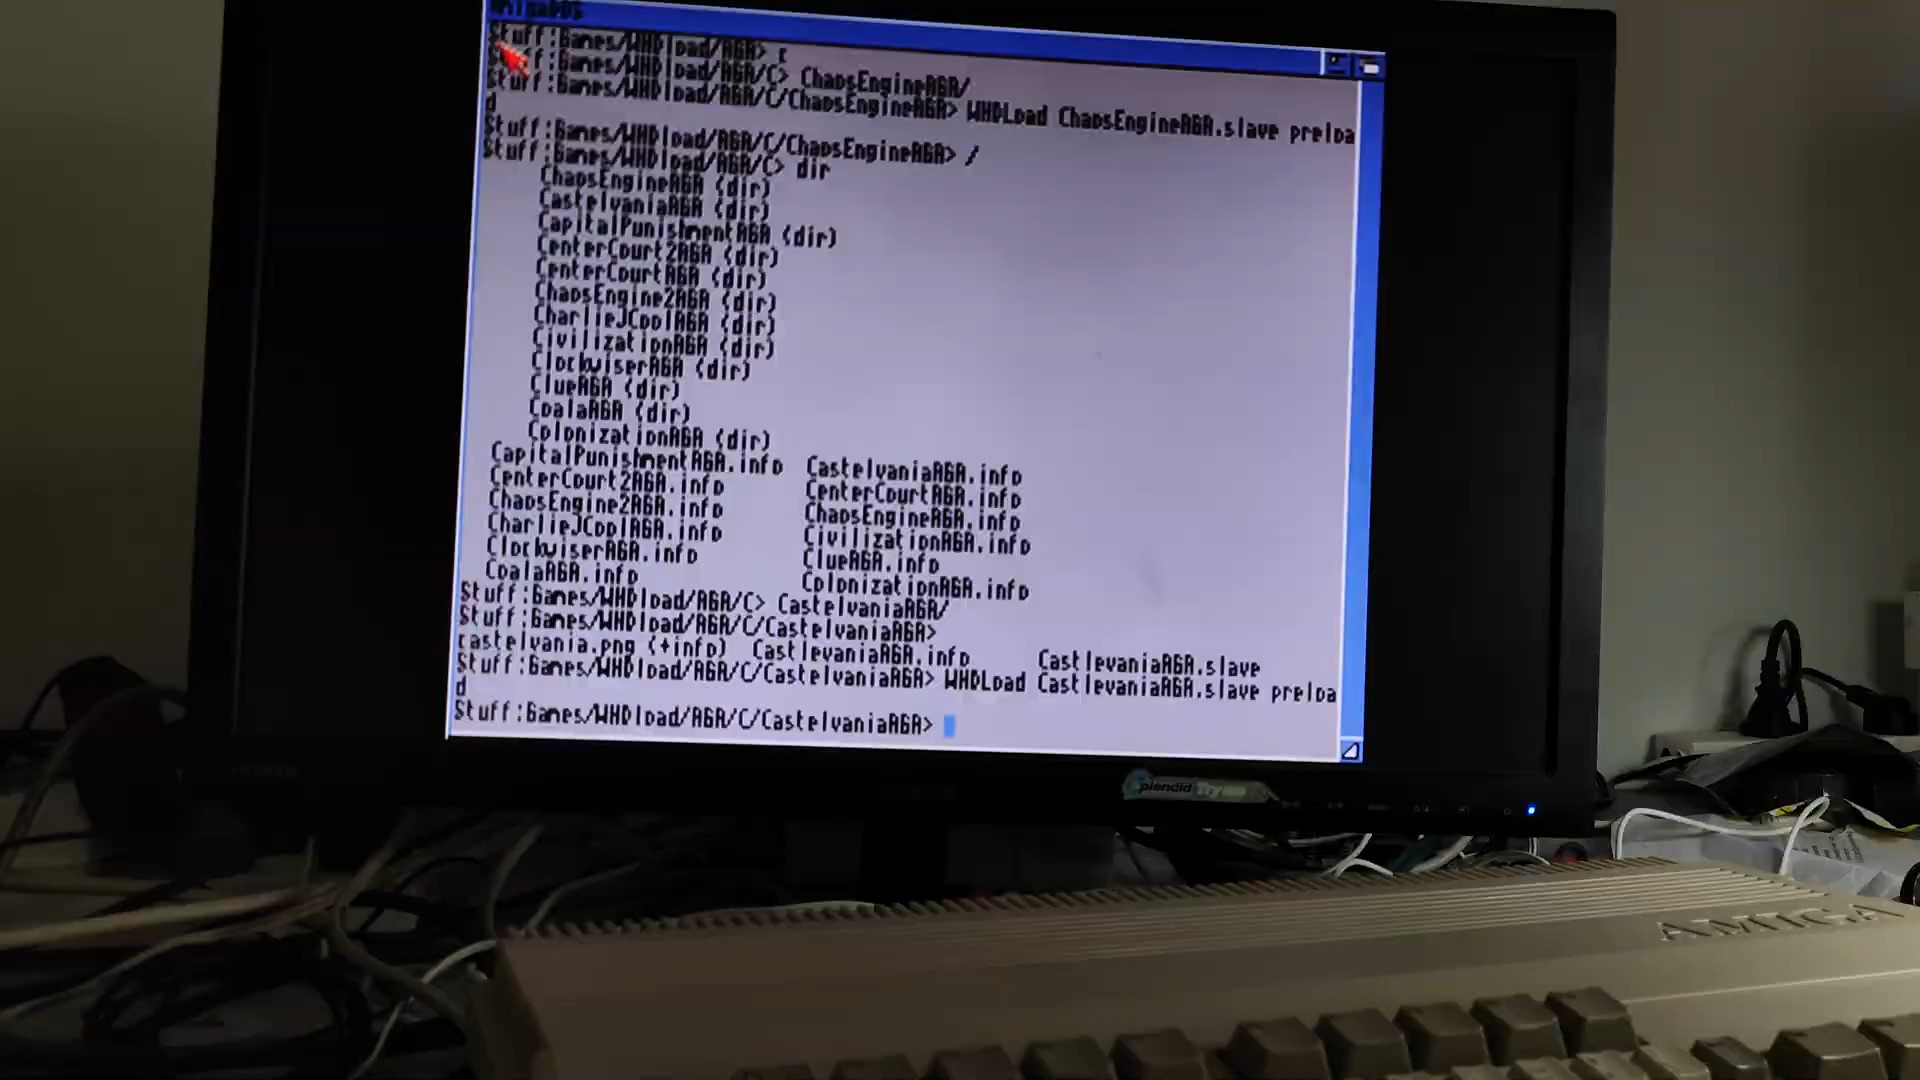 AmigaDOS
Stuff:Games/WHDload/AGA> c
Stuff:Games/WHDload/AGA/C> ChaosEngineAGA/
Stuff:Games/WHDload/AGA/C/ChaosEngineAGA> WHDLoad ChaosEngineAGA.slave preloa
d
Stuff:Games/WHDload/AGA/C/ChaosEngineAGA> /
Stuff:Games/WHDload/AGA/C> dir
ChaosEngineAGA (dir)
CastelvaniaAGA (dir)
CapitalPunishmentAGA (dir)
CenterCourt2AGA (dir)
CenterCourtAGA (dir)
ChaosEngine2AGA (dir)
CharlieJCoolAGA (dir)
CivilizationAGA (dir)
ClockwiserAGA (dir)
ClueAGA (dir)
CoalaAGA (dir)
ColonizationAGA (dir)
CapitalPunishmentAGA.info CastelvaniaAGA.info
CenterCourt2AGA.info CenterCourtAGA.info
ChaosEngine2AGA.info ChaosEngineAGA.info
CharlieJCoolAGA.info CivilizationAGA.info
ClockwiserAGA.info ClueAGA.info
CoalaAGA.info ColonizationAGA.info
Stuff:Games/WHDload/AGA/C> CastelvaniaAGA/
Stuff:Games/WHDload/AGA/C/CastelvaniaAGA>
castelvania.png (+info) CastlevaniaAGA.info CastlevaniaAGA.slave
Stuff:Games/WHDload/AGA/C/CastelvaniaAGA> WHDLoad CastlevaniaAGA.slave preloa
d
Stuff:Games/WHDload/AGA/C/CastelvaniaAGA>
Splendid
AMIGA